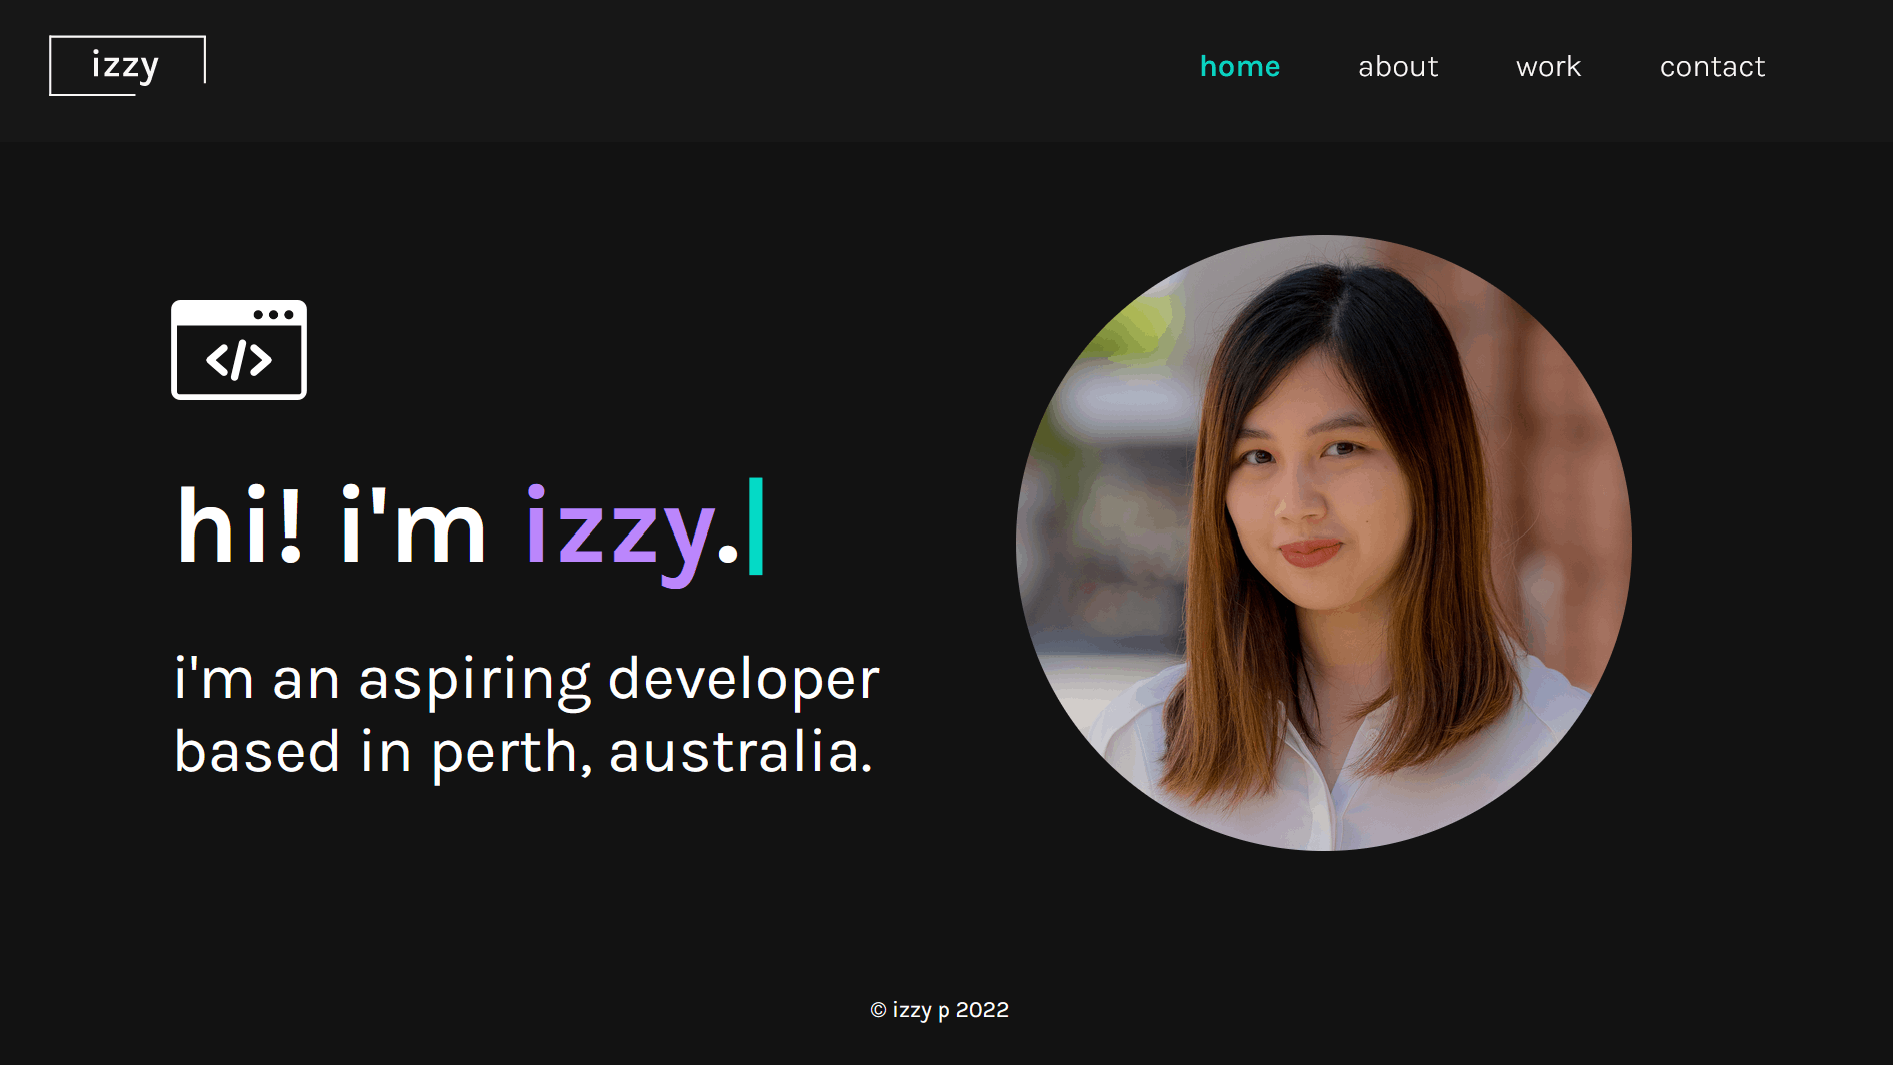 izzy
home about work contact
</>
hi! i'm izzy.
i'm an aspiring developer
based in perth, australia.
© izzy p 2022